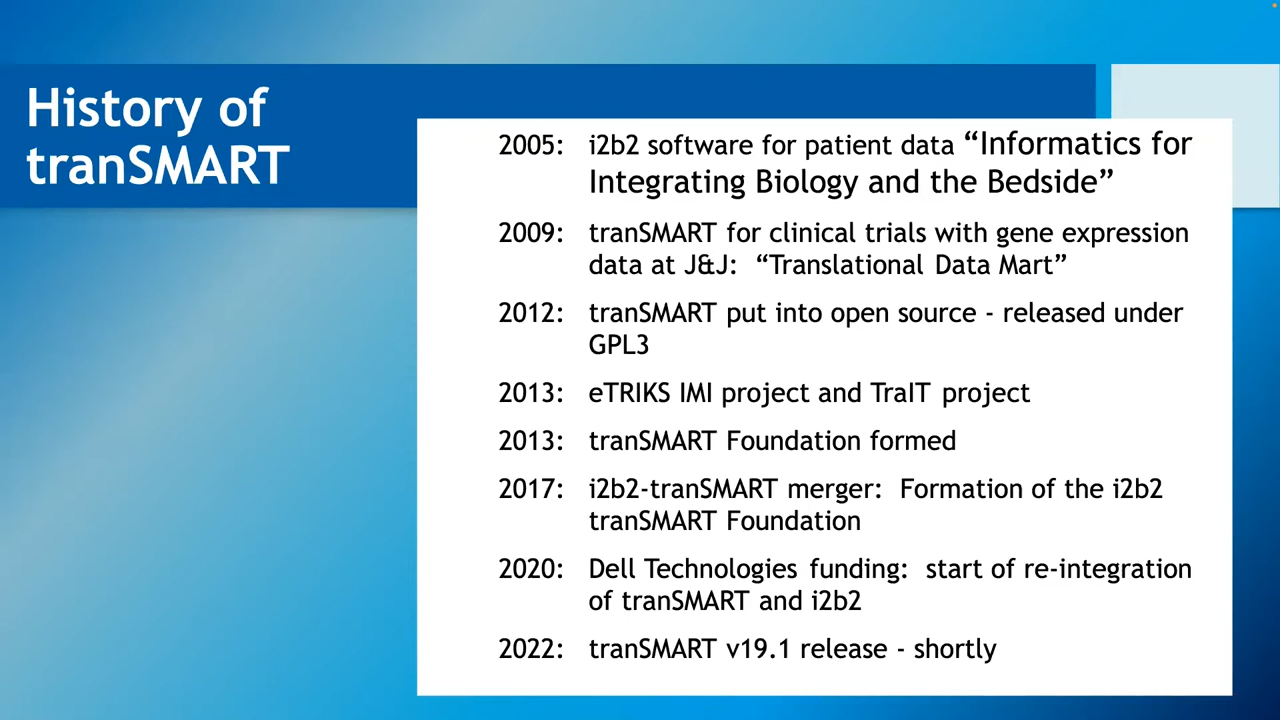 History of
tranSMART
2005: i2b2 software for patient data “Informatics for
Integrating Biology and the Bedside”
2009: tranSMART for clinical trials with gene expression
data at J&J: “Translational Data Mart”
2012: tranSMART put into open source - released under
GPL3
2013: eTRIKS IMI project and TraIT project
2013: tranSMART Foundation formed
2017: i2b2-tranSMART merger: Formation of the i2b2
tranSMART Foundation
2020: Dell Technologies funding: start of re-integration
of tranSMART and i2b2
2022: tranSMART v19.1 release - shortly